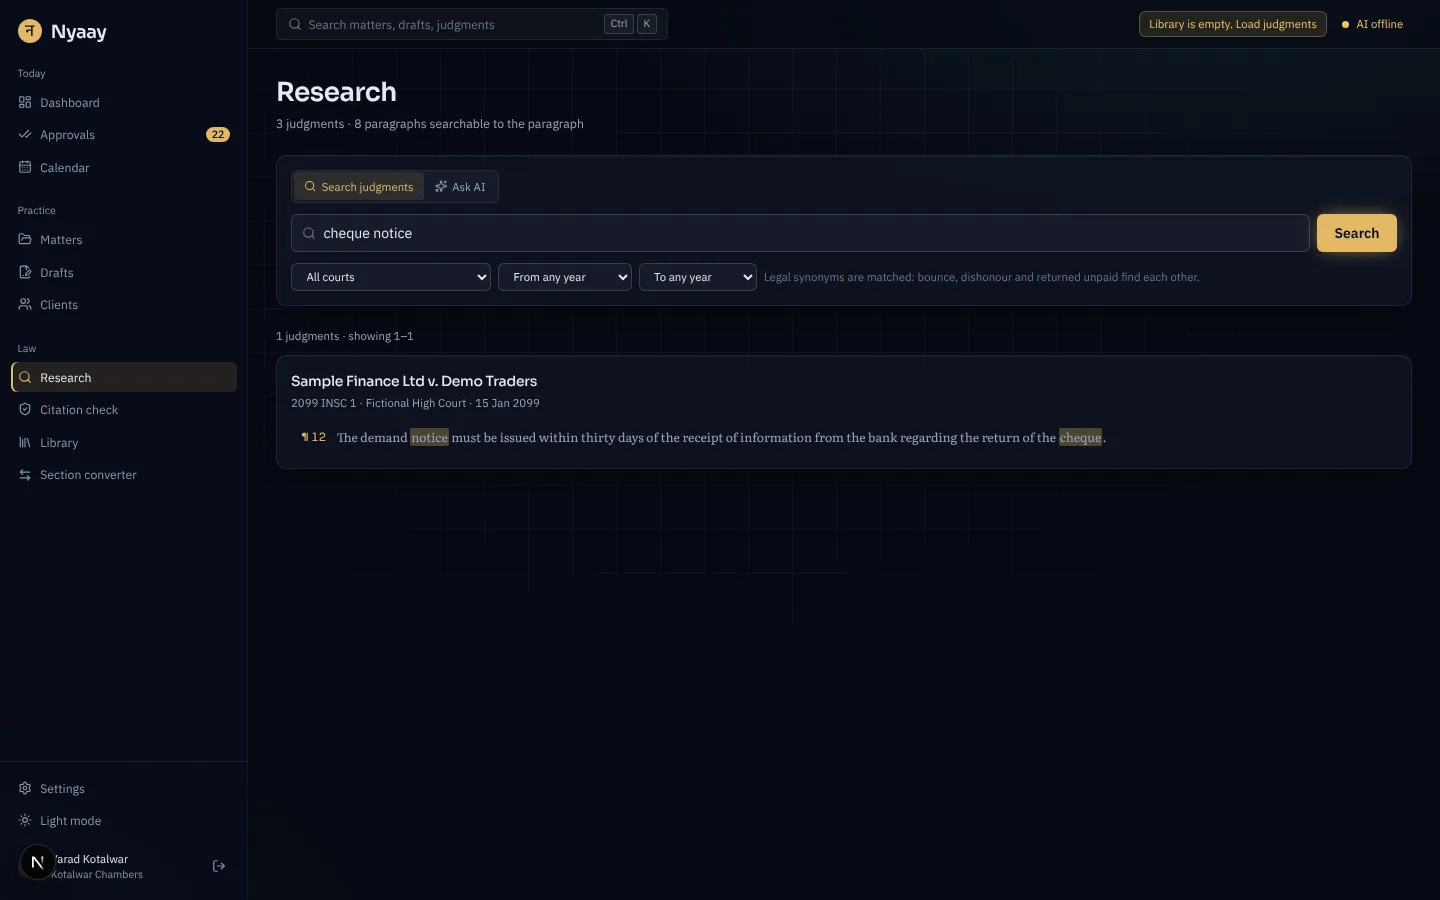 न Nyaay
Search matters, drafts, judgments Ctrl K
Library is empty. Load judgments
AI offline
Today
Dashboard
Approvals 22
Calendar
Practice
Matters
Drafts
Clients
Law
Research
Citation check
Library
Section converter
Settings
Light mode
N arad Kotalwar
Kotalwar Chambers
Research
3 judgments · 8 paragraphs searchable to the paragraph
Search judgments Ask AI
cheque notice Search
All courts From any year To any year Legal synonyms are matched: bounce, dishonour and returned unpaid find each other.
1 judgments · showing 1–1
Sample Finance Ltd v. Demo Traders
2099 INSC 1 · Fictional High Court · 15 Jan 2099
¶ 12 The demand notice must be issued within thirty days of the receipt of information from the bank regarding the return of the cheque.